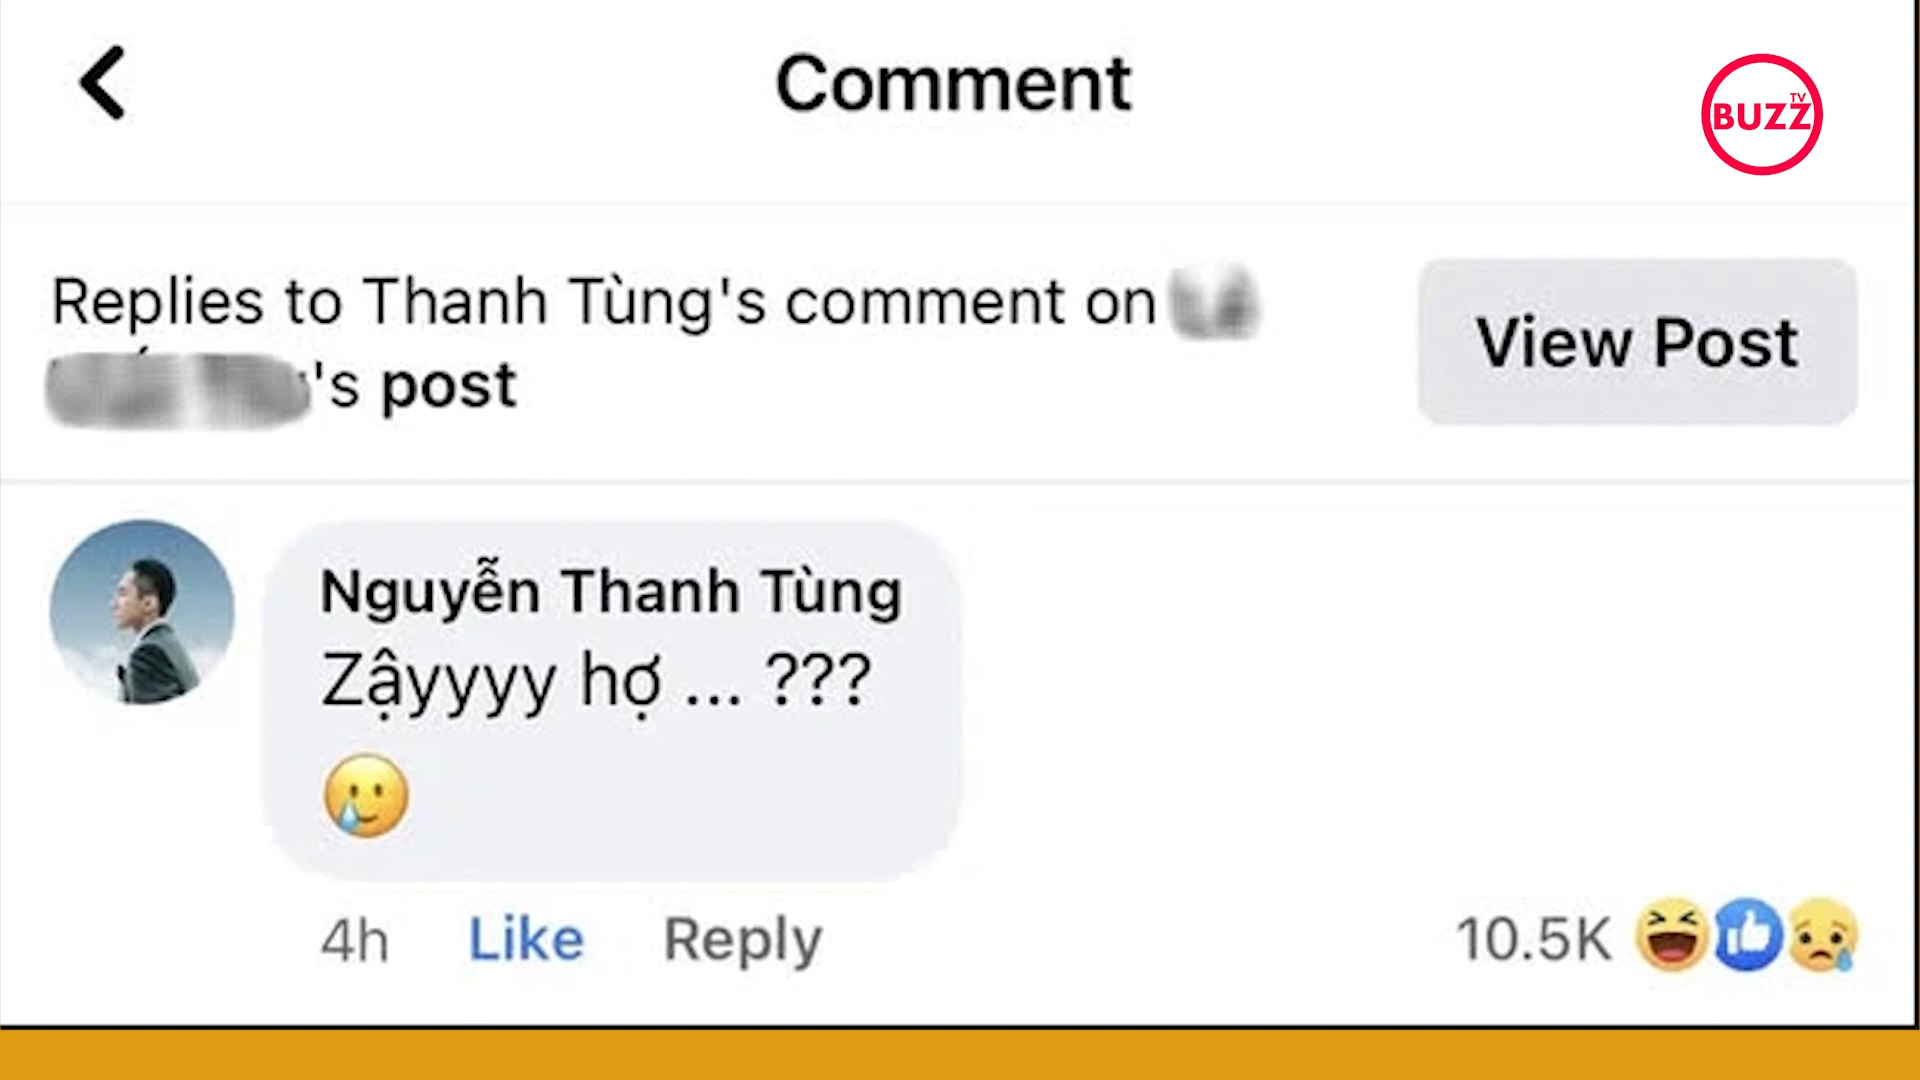 Comment
BUZZ TV
Replies to Thanh Tùng's comment on
's post
View Post
Nguyễn Thanh Tùng
Zậyyyy hợ ... ???
4h Like Reply
10.5K